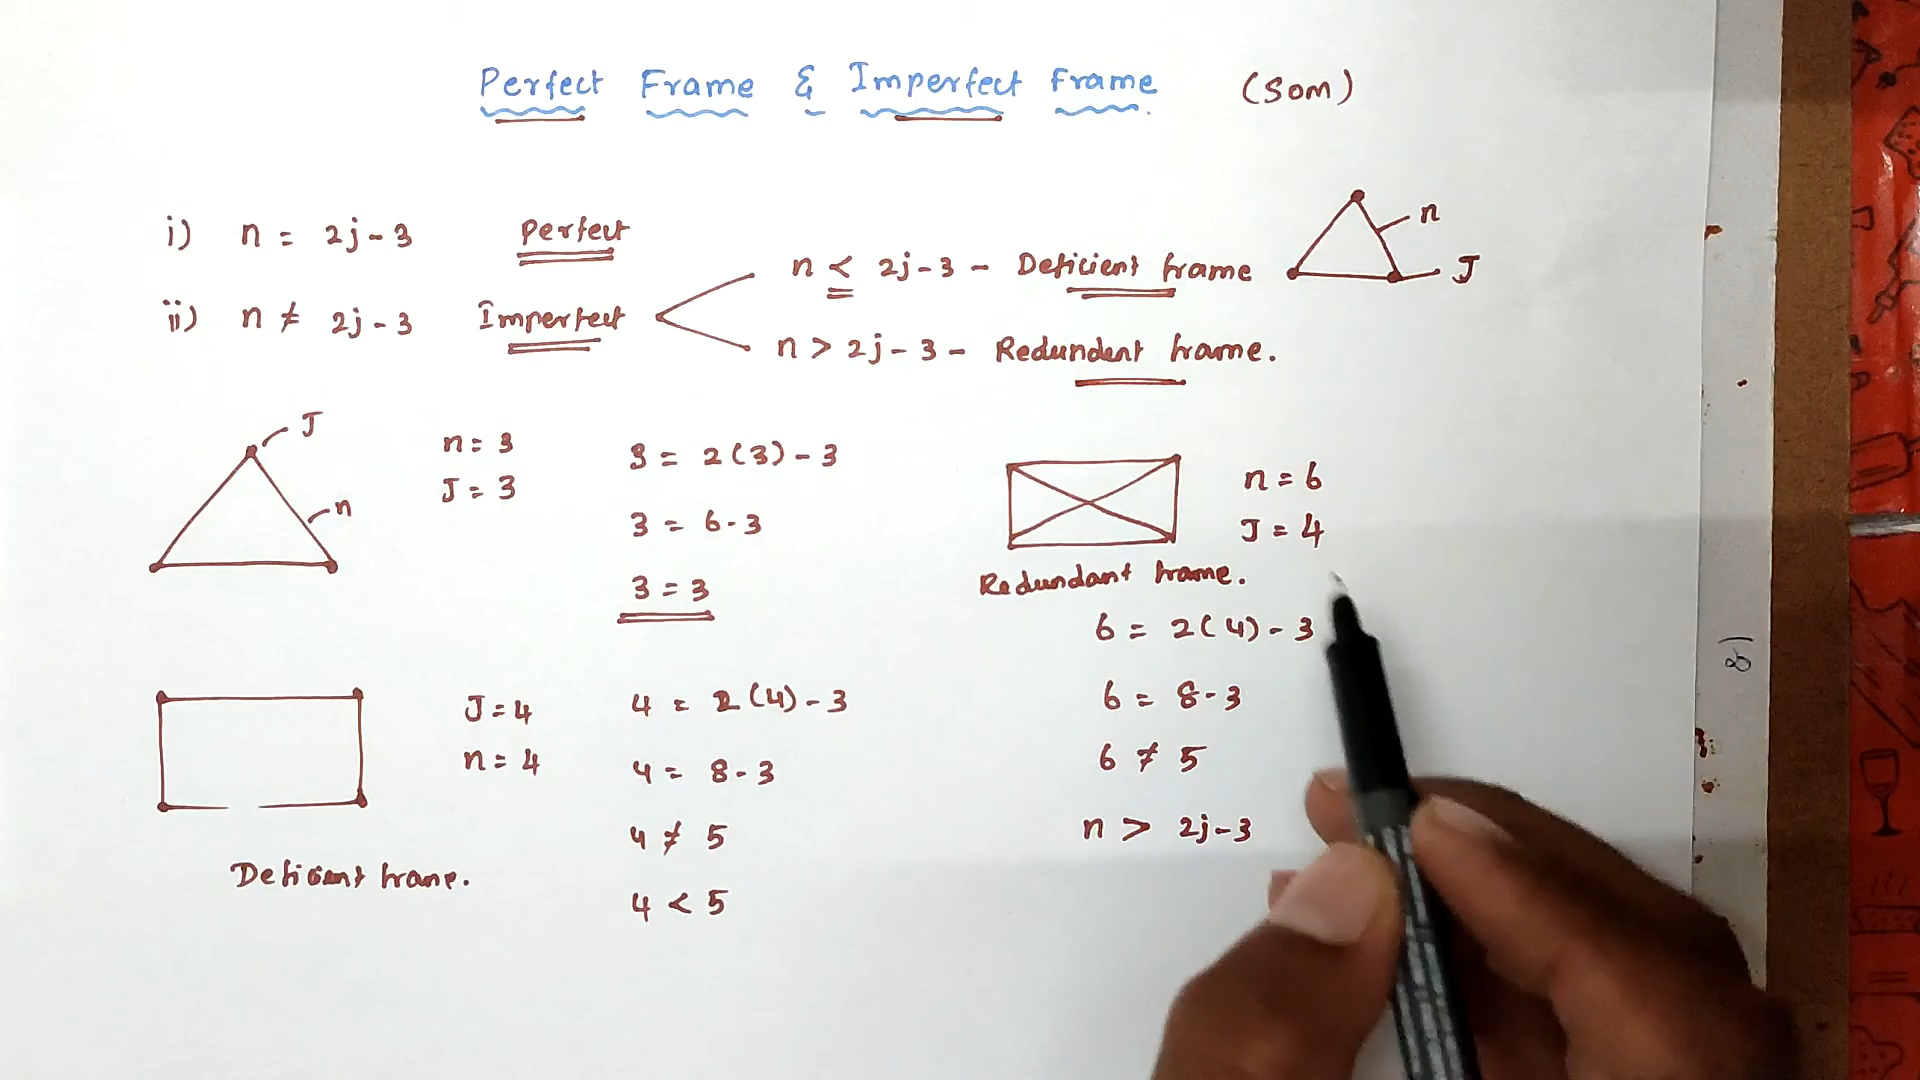 Perfect Frame & Imperfect Frame (Som)
i) n = 2j-3 Perfect
ii) n ≠ 2j-3 Imperfect
n < 2j-3 - Deficient frame
n > 2j-3 - Redundent frame.
n
J
J
n
n = 3
J = 3
3 = 2(3)-3
3 = 6-3
3 = 3
J = 4
n = 4
4 = 2(4)-3
4 = 8-3
4 ≠ 5
4 < 5
Deficient frame.
n = 6
J = 4
Redundant frame.
6 = 2(4)-3
6 = 8-3
6 ≠ 5
n > 2j-3